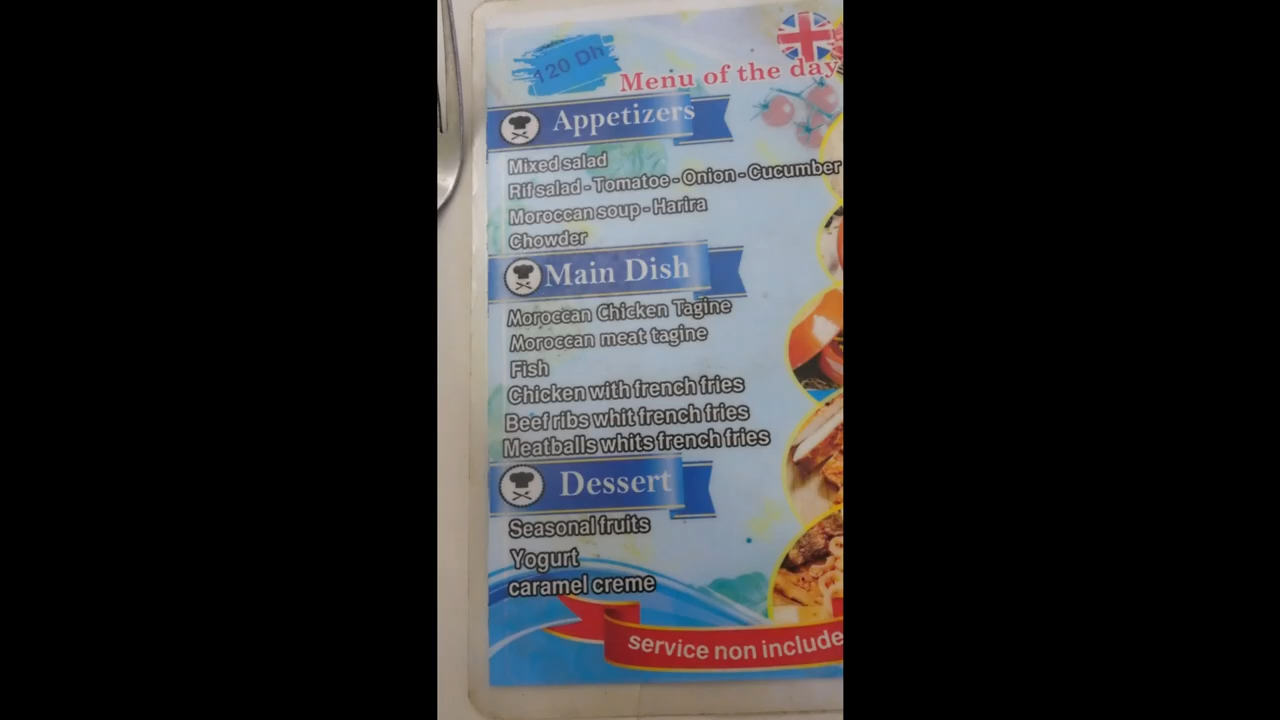 120 Dh
Menu of the day
Appetizers
Mixed salad
Rif salad - Tomatoe - Onion - Cucumber
Moroccan soup - Harira
Chowder
Main Dish
Moroccan Chicken Tagine
Moroccan meat tagine
Fish
Chicken with french fries
Beef ribs whit french fries
Meatballs whits french fries
Dessert
Seasonal fruits
Yogurt
caramel creme
service non include